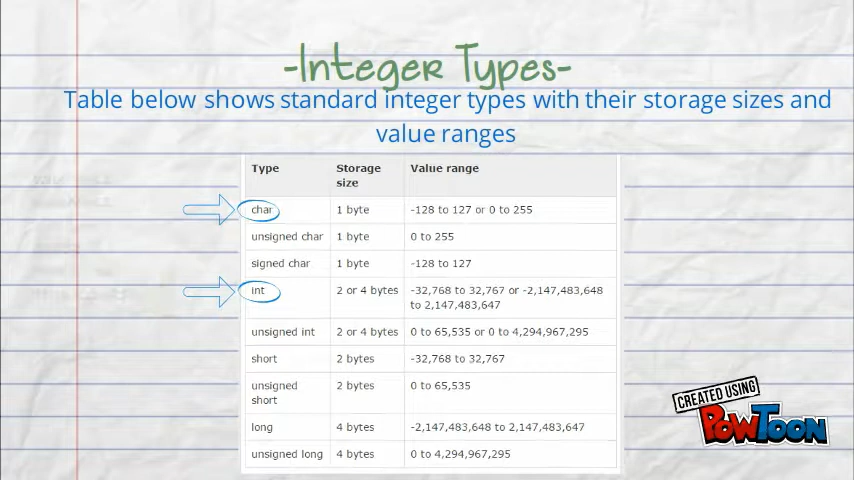 -Integer Types-
Table below shows standard integer types with their storage sizes and
value ranges
Type Storage size Value range
char 1 byte -128 to 127 or 0 to 255
unsigned char 1 byte 0 to 255
signed char 1 byte -128 to 127
int 2 or 4 bytes -32,768 to 32,767 or -2,147,483,648
to 2,147,483,647
unsigned int 2 or 4 bytes 0 to 65,535 or 0 to 4,294,967,295
short 2 bytes -32,768 to 32,767
unsigned short 2 bytes 0 to 65,535
long 4 bytes -2,147,483,648 to 2,147,483,647
unsigned long 4 bytes 0 to 4,294,967,295
CREATED USING
POWTOON